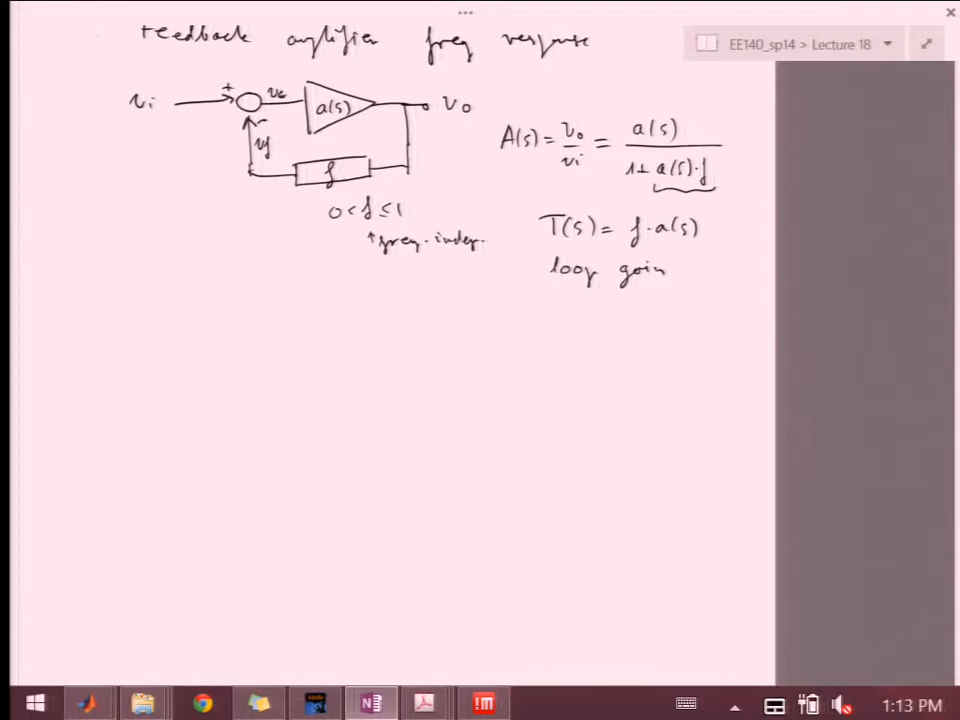 Feedback amplifier freq response
EE140_sp14 > Lecture 18
vi + vε a(s) vo
- vf
f
0 < f ≤ 1
↑ freq. indep.
A(s) = vo/vi = a(s)/(1 + a(s)·f)
T(s) = f·a(s)
loop gain
1:13 PM